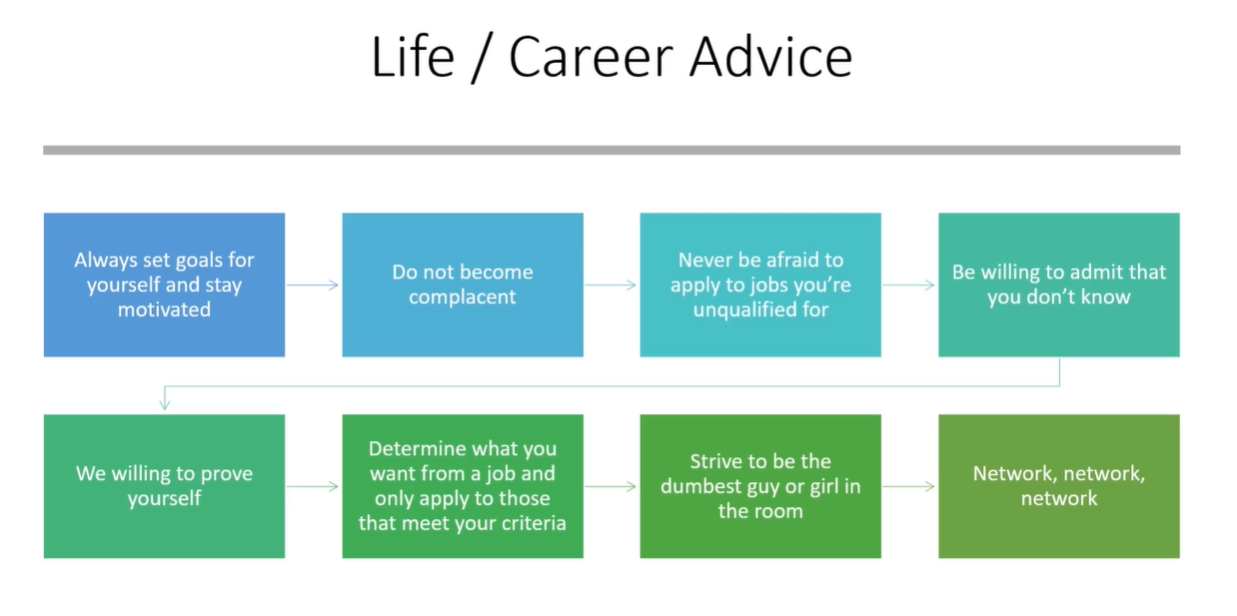 Life / Career Advice
Always set goals for
yourself and stay
motivated
Do not become
complacent
Never be afraid to
apply to jobs you’re
unqualified for
Be willing to admit that
you don’t know
We willing to prove
yourself
Determine what you
want from a job and
only apply to those
that meet your criteria
Strive to be the
dumbest guy or girl in
the room
Network, network,
network